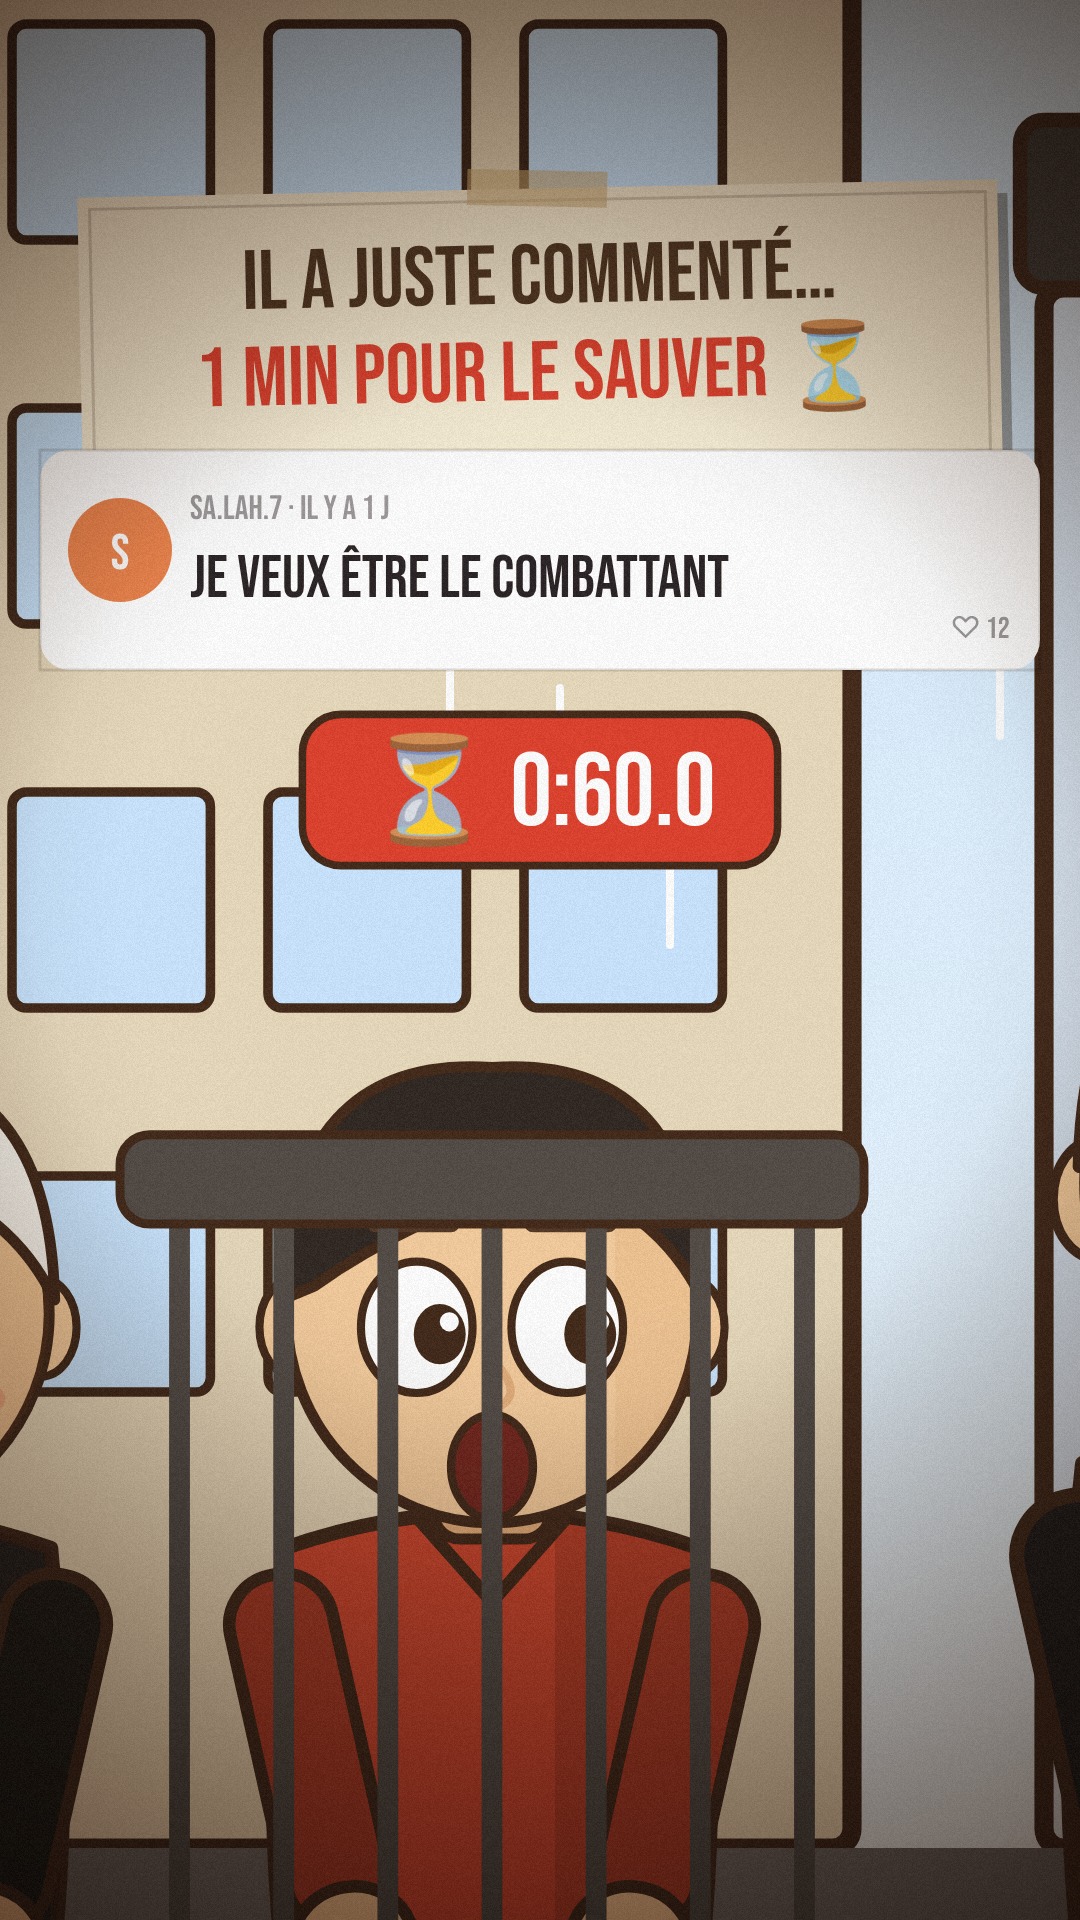 IL A JUSTE COMMENTÉ...
1 MIN POUR LE SAUVER ⏳
S
SA.LAH.7 · IL Y A 1 J
JE VEUX ÊTRE LE COMBATTANT
♡ 12
⏳ 0:60.0